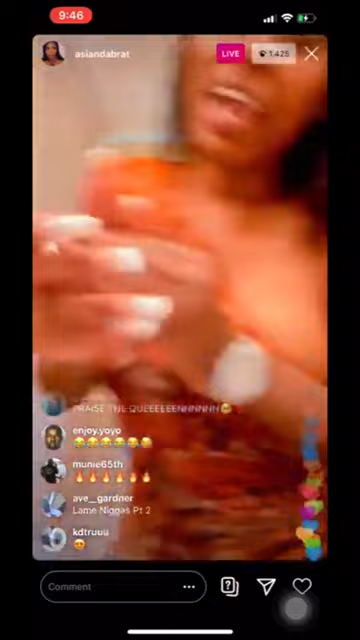 9:46
asiandabrat
LIVE
1,425
PRAISE THE QUEEEEEENNNNNN🥺
enjoy.yoyo
😂😂😂😂😂😂
munie65th
🔥🔥🔥🔥🔥🔥
ave__gardner
Lame Niggas Pt 2
kdtruuu
😍
Comment